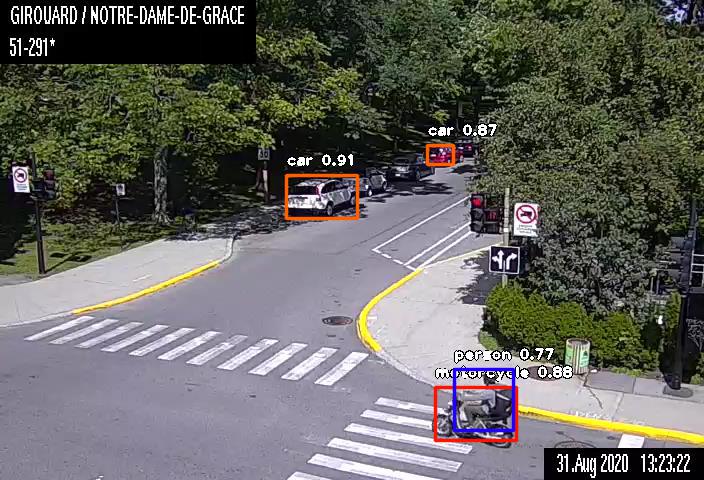 GIROUARD / NOTRE-DAME-DE-GRACE
51-291*
car 0.87
car 0.91
person 0.77
motorcycle 0.88
31.Aug 2020 13:23:22